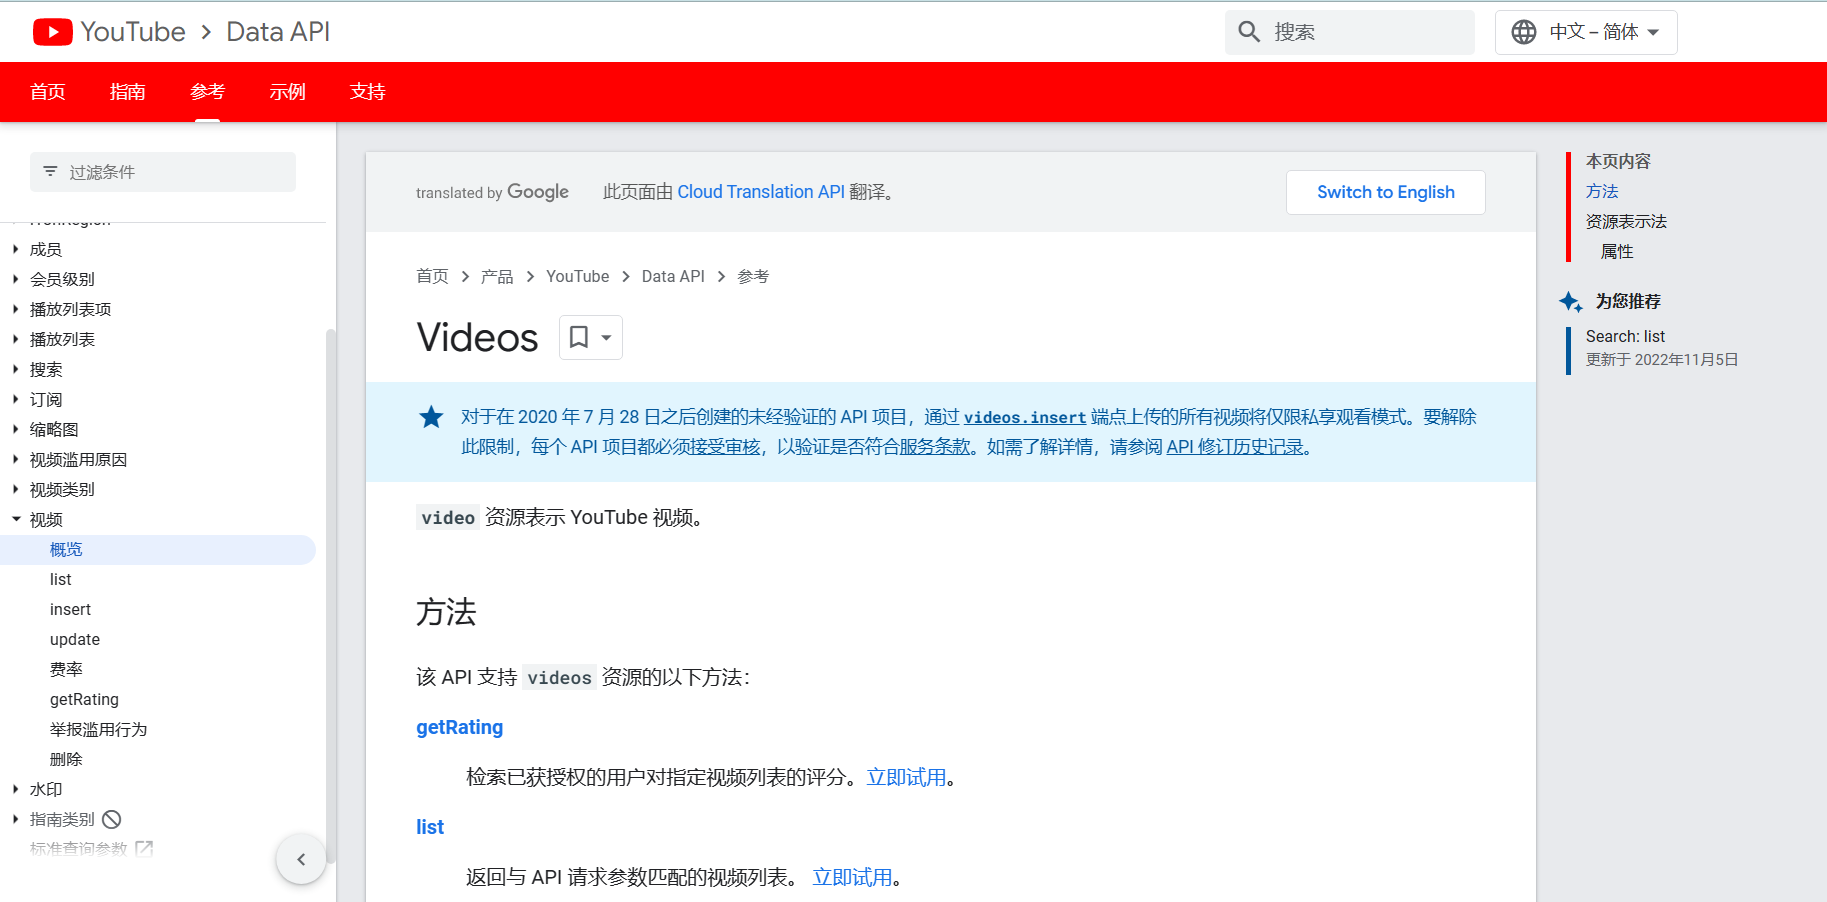 YouTube > Data API
搜索
中文 – 简体
首页 指南 参考 示例 支持
过滤条件
成员
会员级别
播放列表项
播放列表
搜索
订阅
缩略图
视频滥用原因
视频类别
视频
概览
list
insert
update
费率
getRating
举报滥用行为
删除
水印
指南类别
标准查询参数
translated by Google 此页面由 Cloud Translation API 翻译。
Switch to English
首页 > 产品 > YouTube > Data API > 参考
Videos
对于在 2020 年 7 月 28 日之后创建的未经验证的 API 项目，通过 videos.insert 端点上传的所有视频将仅限私享观看模式。要解除
此限制，每个 API 项目都必须接受审核，以验证是否符合服务条款。如需了解详情，请参阅 API 修订历史记录。
video 资源表示 YouTube 视频。
方法
该 API 支持 videos 资源的以下方法：
getRating
检索已获授权的用户对指定视频列表的评分。立即试用。
list
返回与 API 请求参数匹配的视频列表。 立即试用。
本页内容
方法
资源表示法
属性
为您推荐
Search: list
更新于 2022年11月5日